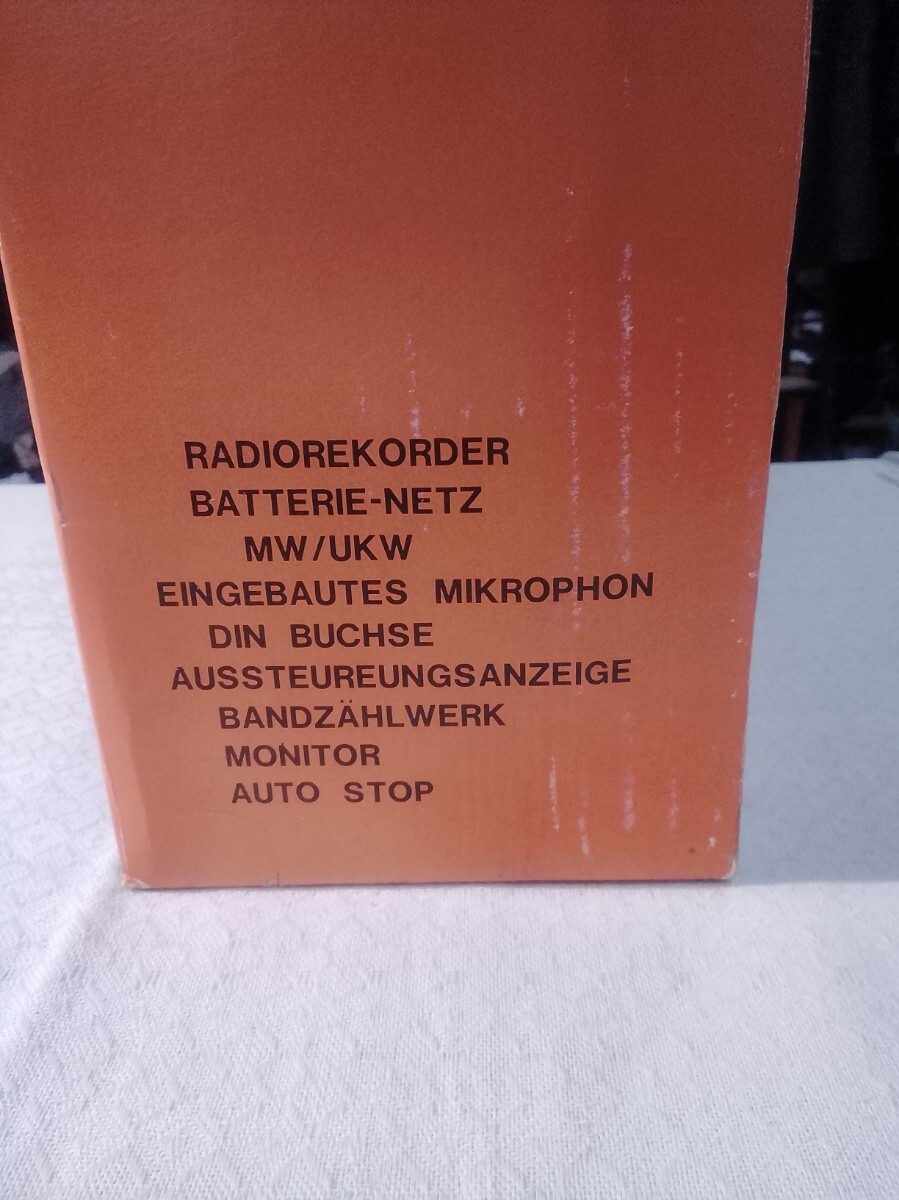 RADIOREKORDER
BATTERIE-NETZ
MW/UKW
EINGEBAUTES MIKROPHON
DIN BUCHSE
AUSSTEUREUNGSANZEIGE
BANDZÄHLWERK
MONITOR
AUTO STOP